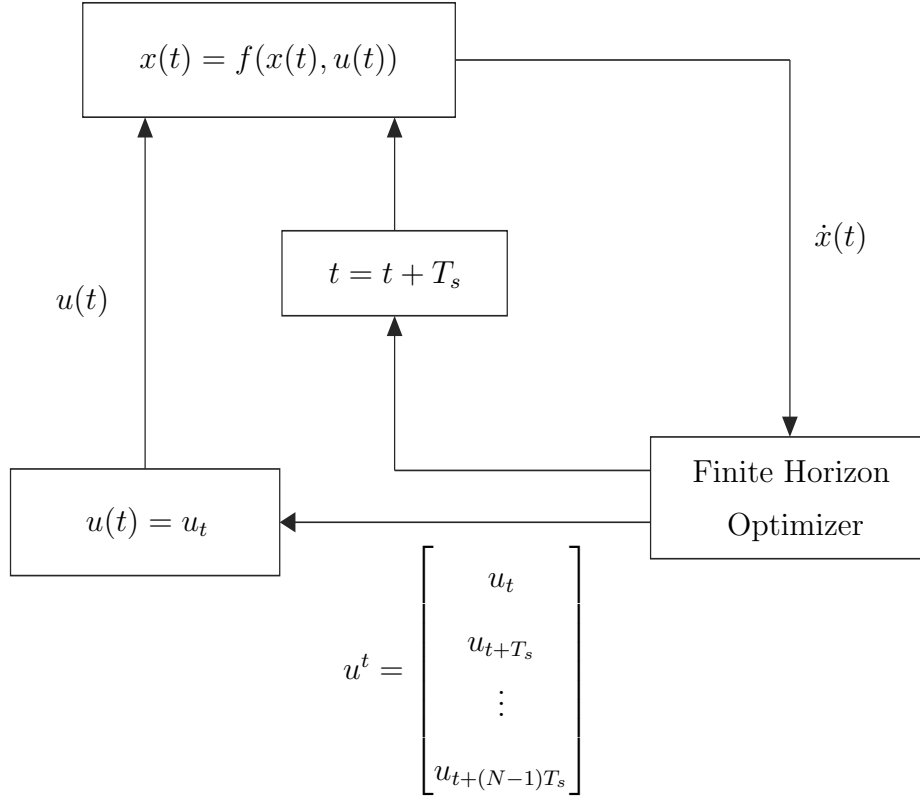 x(t) = f(x(t), u(t))
ẋ(t)
t = t + T_s
u(t)
Finite Horizon
Optimizer
u(t) = u_t
u^t = [u_t
u_{t+T_s}
⋮
u_{t+(N−1)T_s}]